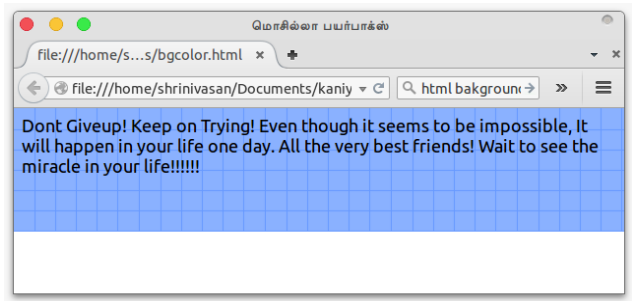 மொசில்லா பயர்பாக்ஸ்
file:///home/s...s/bgcolor.html
file:///home/shrinivasan/Documents/kaniy
html bakground
Dont Giveup! Keep on Trying! Even though it seems to be impossible, It
will happen in your life one day. All the very best friends! Wait to see the
miracle in your life!!!!!!